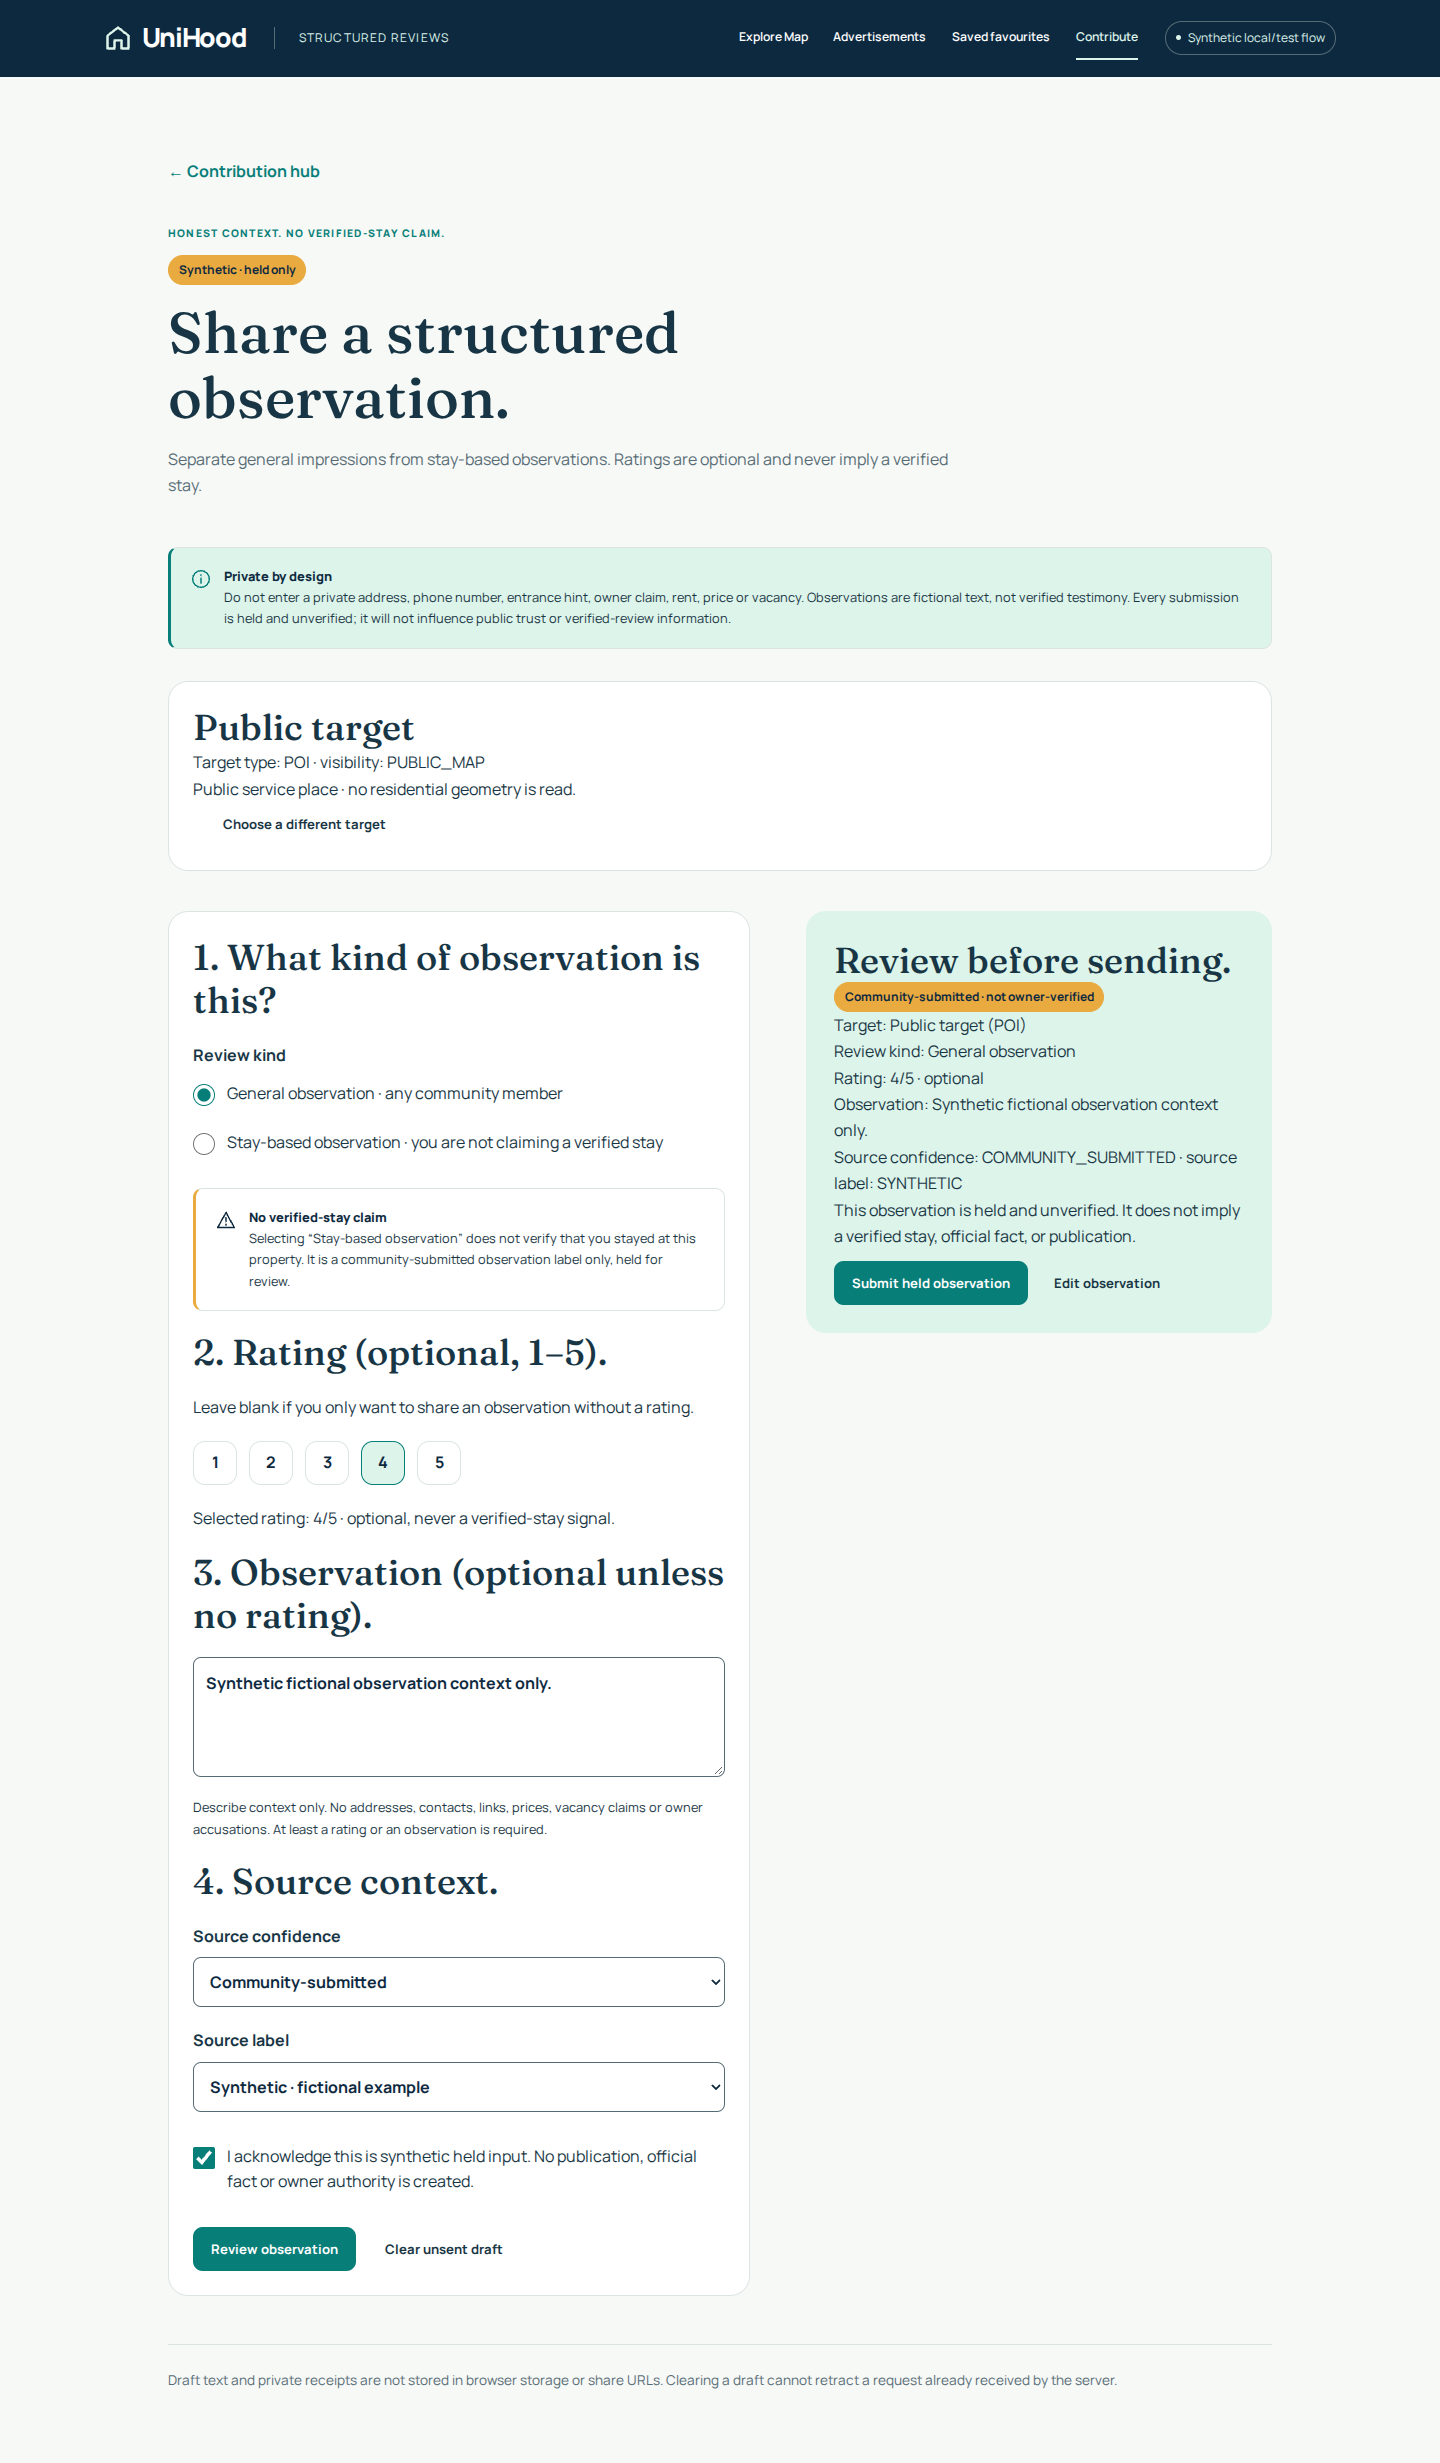 UniHood
STRUCTURED REVIEWS
Explore Map
Advertisements
Saved favourites
Contribute
Synthetic local/test flow
← Contribution hub
HONEST CONTEXT. NO VERIFIED-STAY CLAIM.
Synthetic · held only
Share a structured
observation.
Separate general impressions from stay-based observations. Ratings are optional and never imply a verified
stay.
Private by design
Do not enter a private address, phone number, entrance hint, owner claim, rent, price or vacancy. Observations are fictional text, not verified testimony. Every submission
is held and unverified; it will not influence public trust or verified-review information.
Public target
Target type: POI · visibility: PUBLIC_MAP
Public service place · no residential geometry is read.
Choose a different target
1. What kind of observation is
this?
Review kind
General observation · any community member
Stay-based observation · you are not claiming a verified stay
No verified-stay claim
Selecting “Stay-based observation” does not verify that you stayed at this
property. It is a community-submitted observation label only, held for
review.
2. Rating (optional, 1–5).
Leave blank if you only want to share an observation without a rating.
1
2
3
4
5
Selected rating: 4/5 · optional, never a verified-stay signal.
3. Observation (optional unless
no rating).
Synthetic fictional observation context only.
Describe context only. No addresses, contacts, links, prices, vacancy claims or owner
accusations. At least a rating or an observation is required.
4. Source context.
Source confidence
Community-submitted
Source label
Synthetic · fictional example
I acknowledge this is synthetic held input. No publication, official
fact or owner authority is created.
Review observation
Clear unsent draft
Review before sending.
Community-submitted · not owner-verified
Target: Public target (POI)
Review kind: General observation
Rating: 4/5 · optional
Observation: Synthetic fictional observation context
only.
Source confidence: COMMUNITY_SUBMITTED · source
label: SYNTHETIC
This observation is held and unverified. It does not imply
a verified stay, official fact, or publication.
Submit held observation
Edit observation
Draft text and private receipts are not stored in browser storage or share URLs. Clearing a draft cannot retract a request already received by the server.